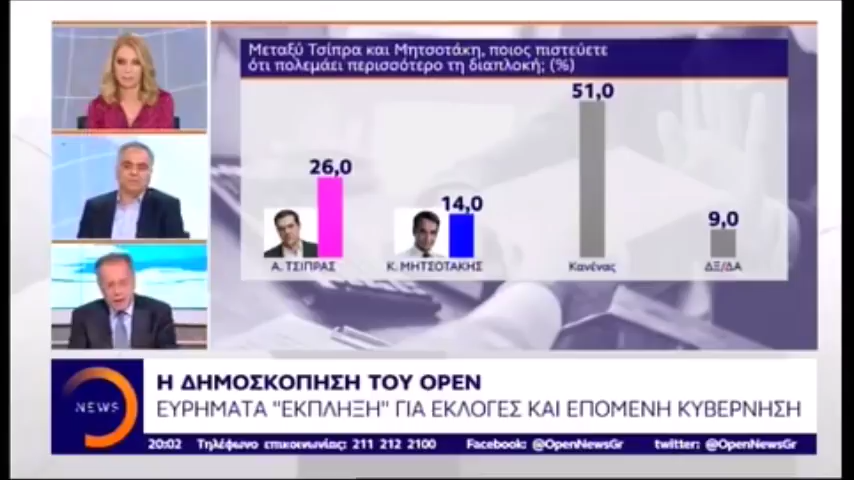 Μεταξύ Τσίπρα και Μητσοτάκη, ποιος πιστεύετε
ότι πολεμάει περισσότερο τη διαπλοκή; (%)
51,0
26,0
14,0
9,0
Α. ΤΣΙΠΡΑΣ
Κ. ΜΗΤΣΟΤΑΚΗΣ
Κανένας
ΔΞ/ΔΑ
Η ΔΗΜΟΣΚΟΠΗΣΗ ΤΟΥ OPEN
NEWS
ΕΥΡΗΜΑΤΑ "ΕΚΠΛΗΞΗ" ΓΙΑ ΕΚΛΟΓΕΣ ΚΑΙ ΕΠΟΜΕΝΗ ΚΥΒΕΡΝΗΣΗ
20:02 Τηλέφωνο επικοινωνίας: 211 212 2100 Facebook: @OpenNewsGr twitter: @OpenNewsGr